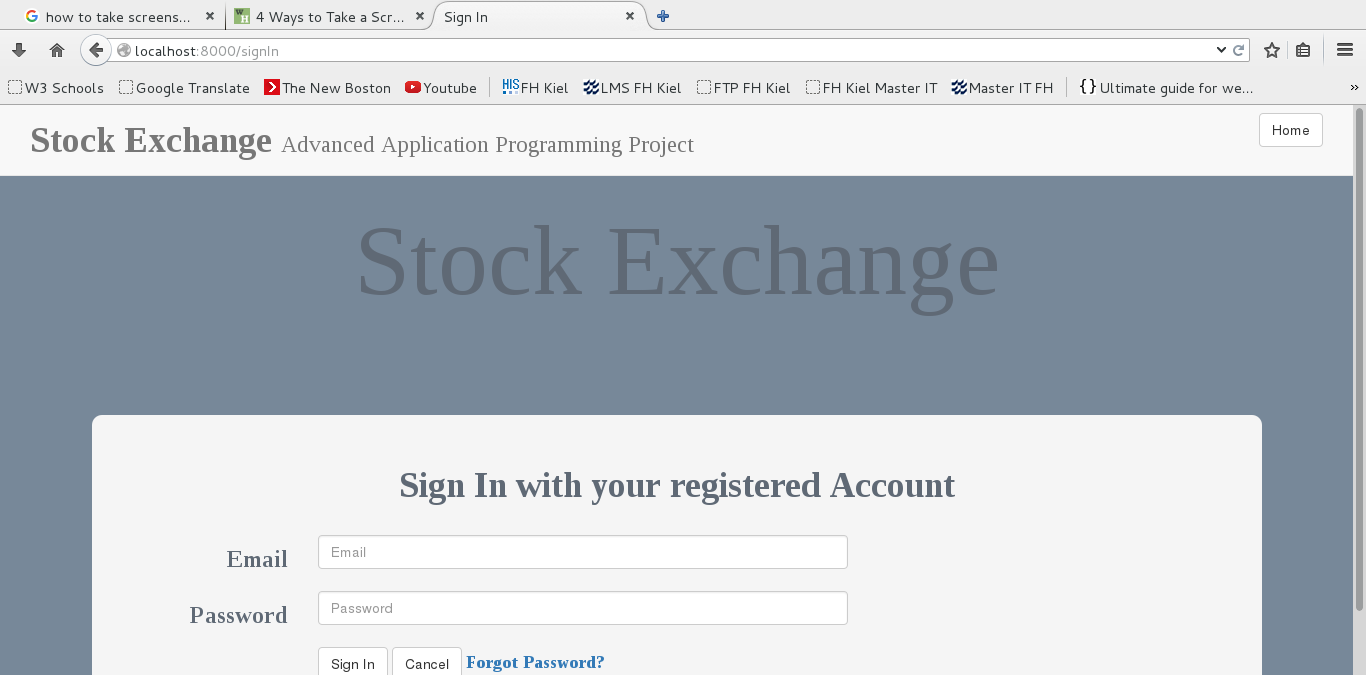 how to take screens...
4 Ways to Take a Scr...
Sign In
localhost:8000/signIn
W3 Schools
Google Translate
The New Boston
Youtube
HIS FH Kiel
LMS FH Kiel
FTP FH Kiel
FH Kiel Master IT
Master IT FH
{} Ultimate guide for we...
»
Stock Exchange Advanced Application Programming Project
Home
Stock Exchange
Sign In with your registered Account
Email
Email
Password
Password
Sign In
Cancel
Forgot Password?